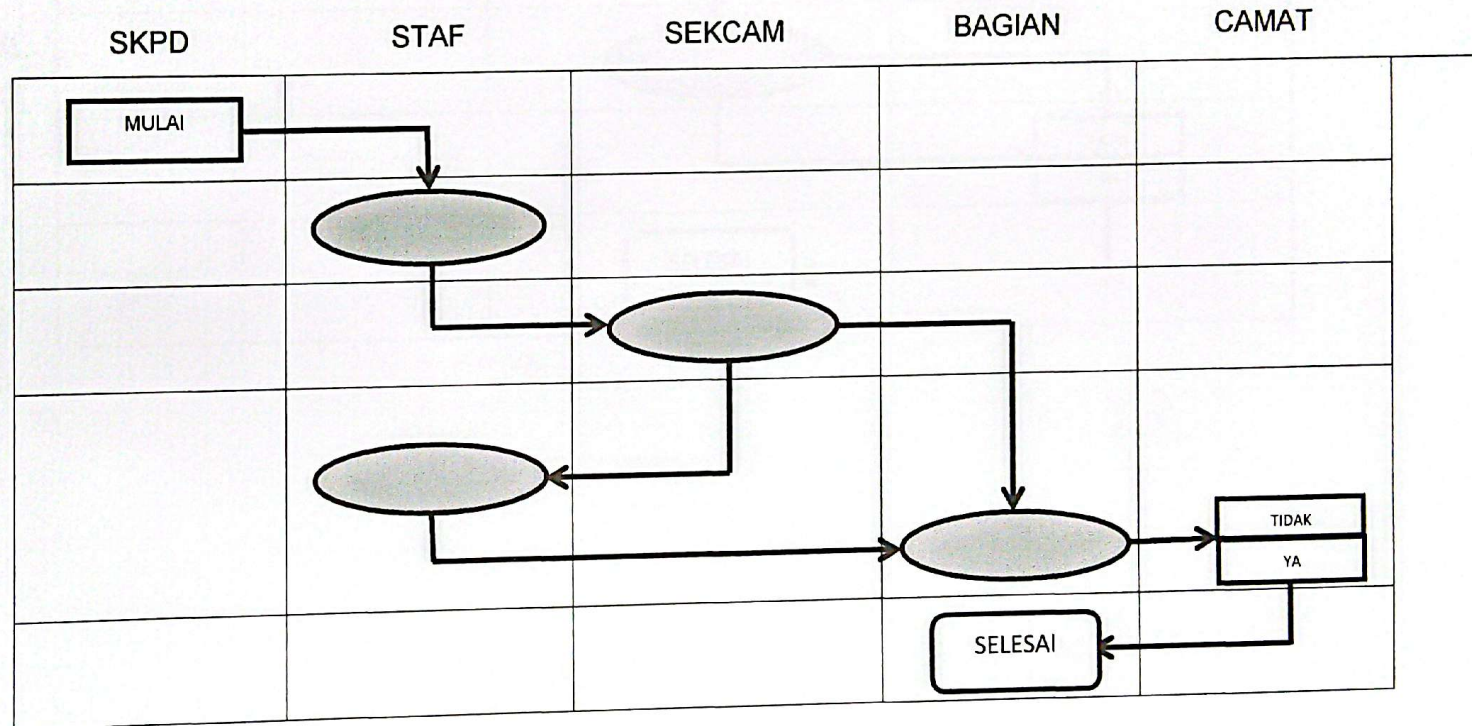 SKPD STAF SEKCAM BAGIAN CAMAT
MULAI
TIDAK
YA
SELESAI